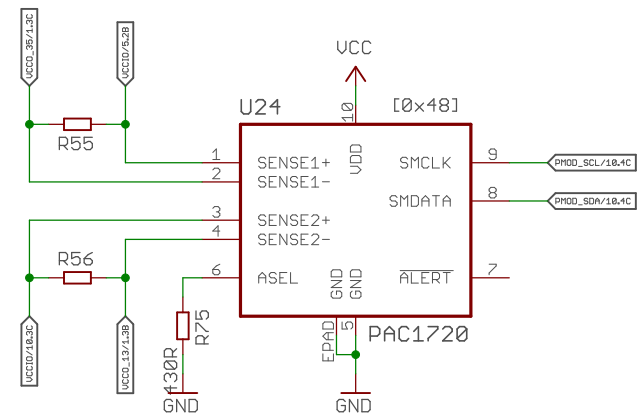 VCCO_35/1.3C
VCCIO/5.2B
VCC
U24
[0x48]
10
R55
1
SENSE1+
VDD
SMCLK
9
PMOD_SCL/10.4C
2
SENSE1-
SMDATA
8
PMOD_SDA/10.4C
3
SENSE2+
4
SENSE2-
R56
6
ASEL
GND
GND
ALERT
7
R75
430R
EPAD
5
PAC1720
VCCIO/10.3C
VCCO_13/1.3B
GND
GND